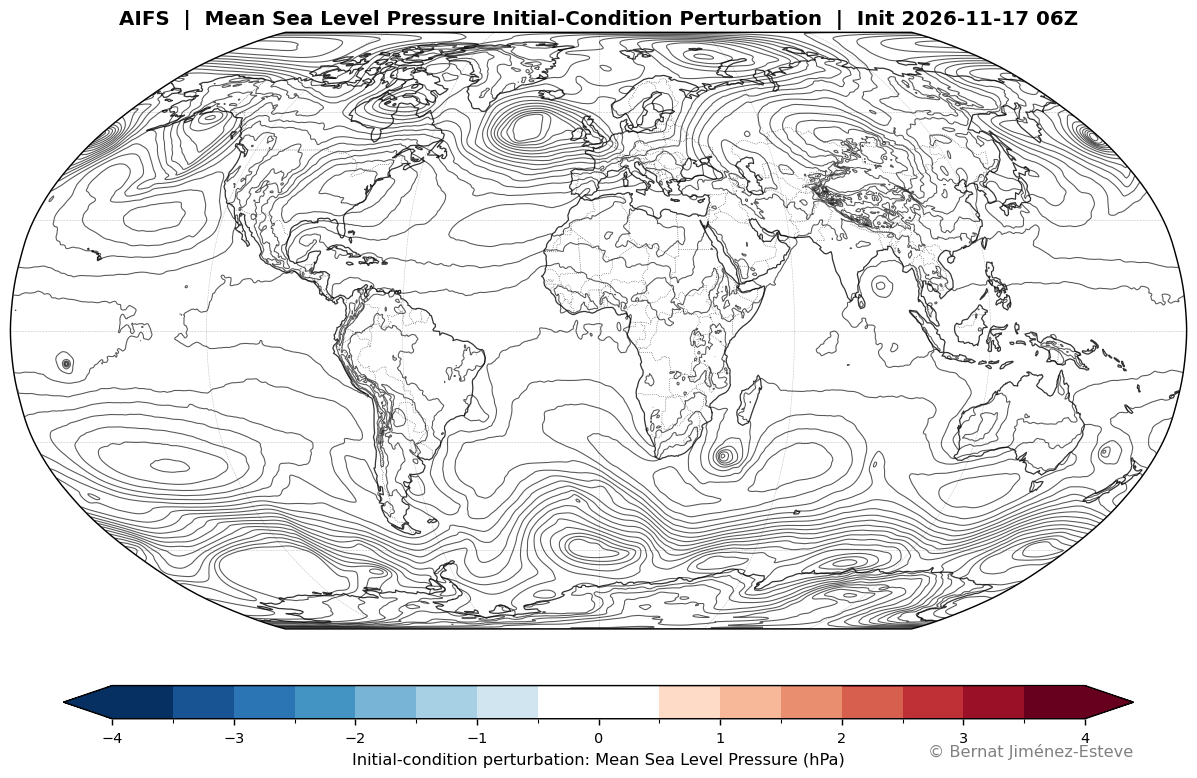 AIFS | Mean Sea Level Pressure Initial-Condition Perturbation | Init 2026-11-17 06Z
−4 −3 −2 −1 0 1 2 3 4
Initial-condition perturbation: Mean Sea Level Pressure (hPa)
© Bernat Jiménez-Esteve